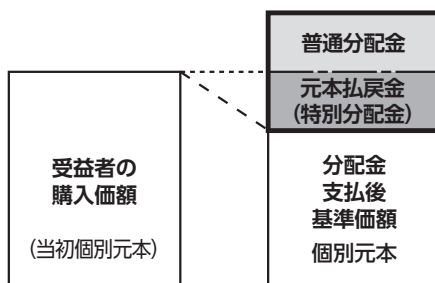 普通分配金
元本払戻金
(特別分配金)
受益者の
購入価額
(当初個別元本)
分配金
支払後
基準価額
個別元本